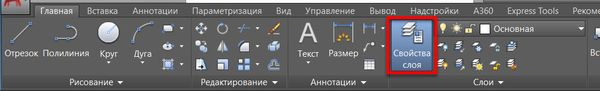 Главная Вставка Аннотации Параметризация Вид Управление Вывод Надстройки A360 Express Tools
Отрезок Полилиния Круг Дуга Текст Размер Свойства слоя Основная
Рисование Редактирование Аннотации Слои